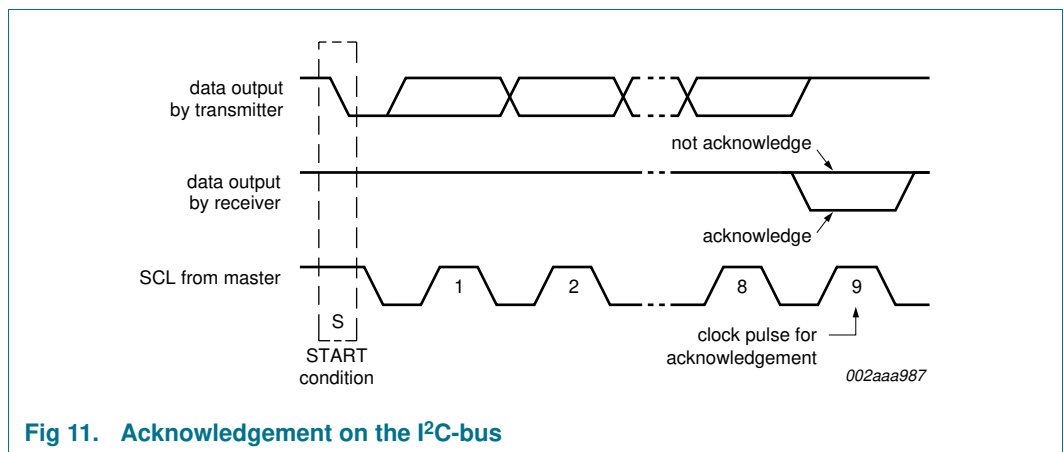 data output
by transmitter
not acknowledge
data output
by receiver
acknowledge
SCL from master
1
2
8
9
S
START
condition
clock pulse for
acknowledgement
002aaa987
Fig 11. Acknowledgement on the I²C-bus